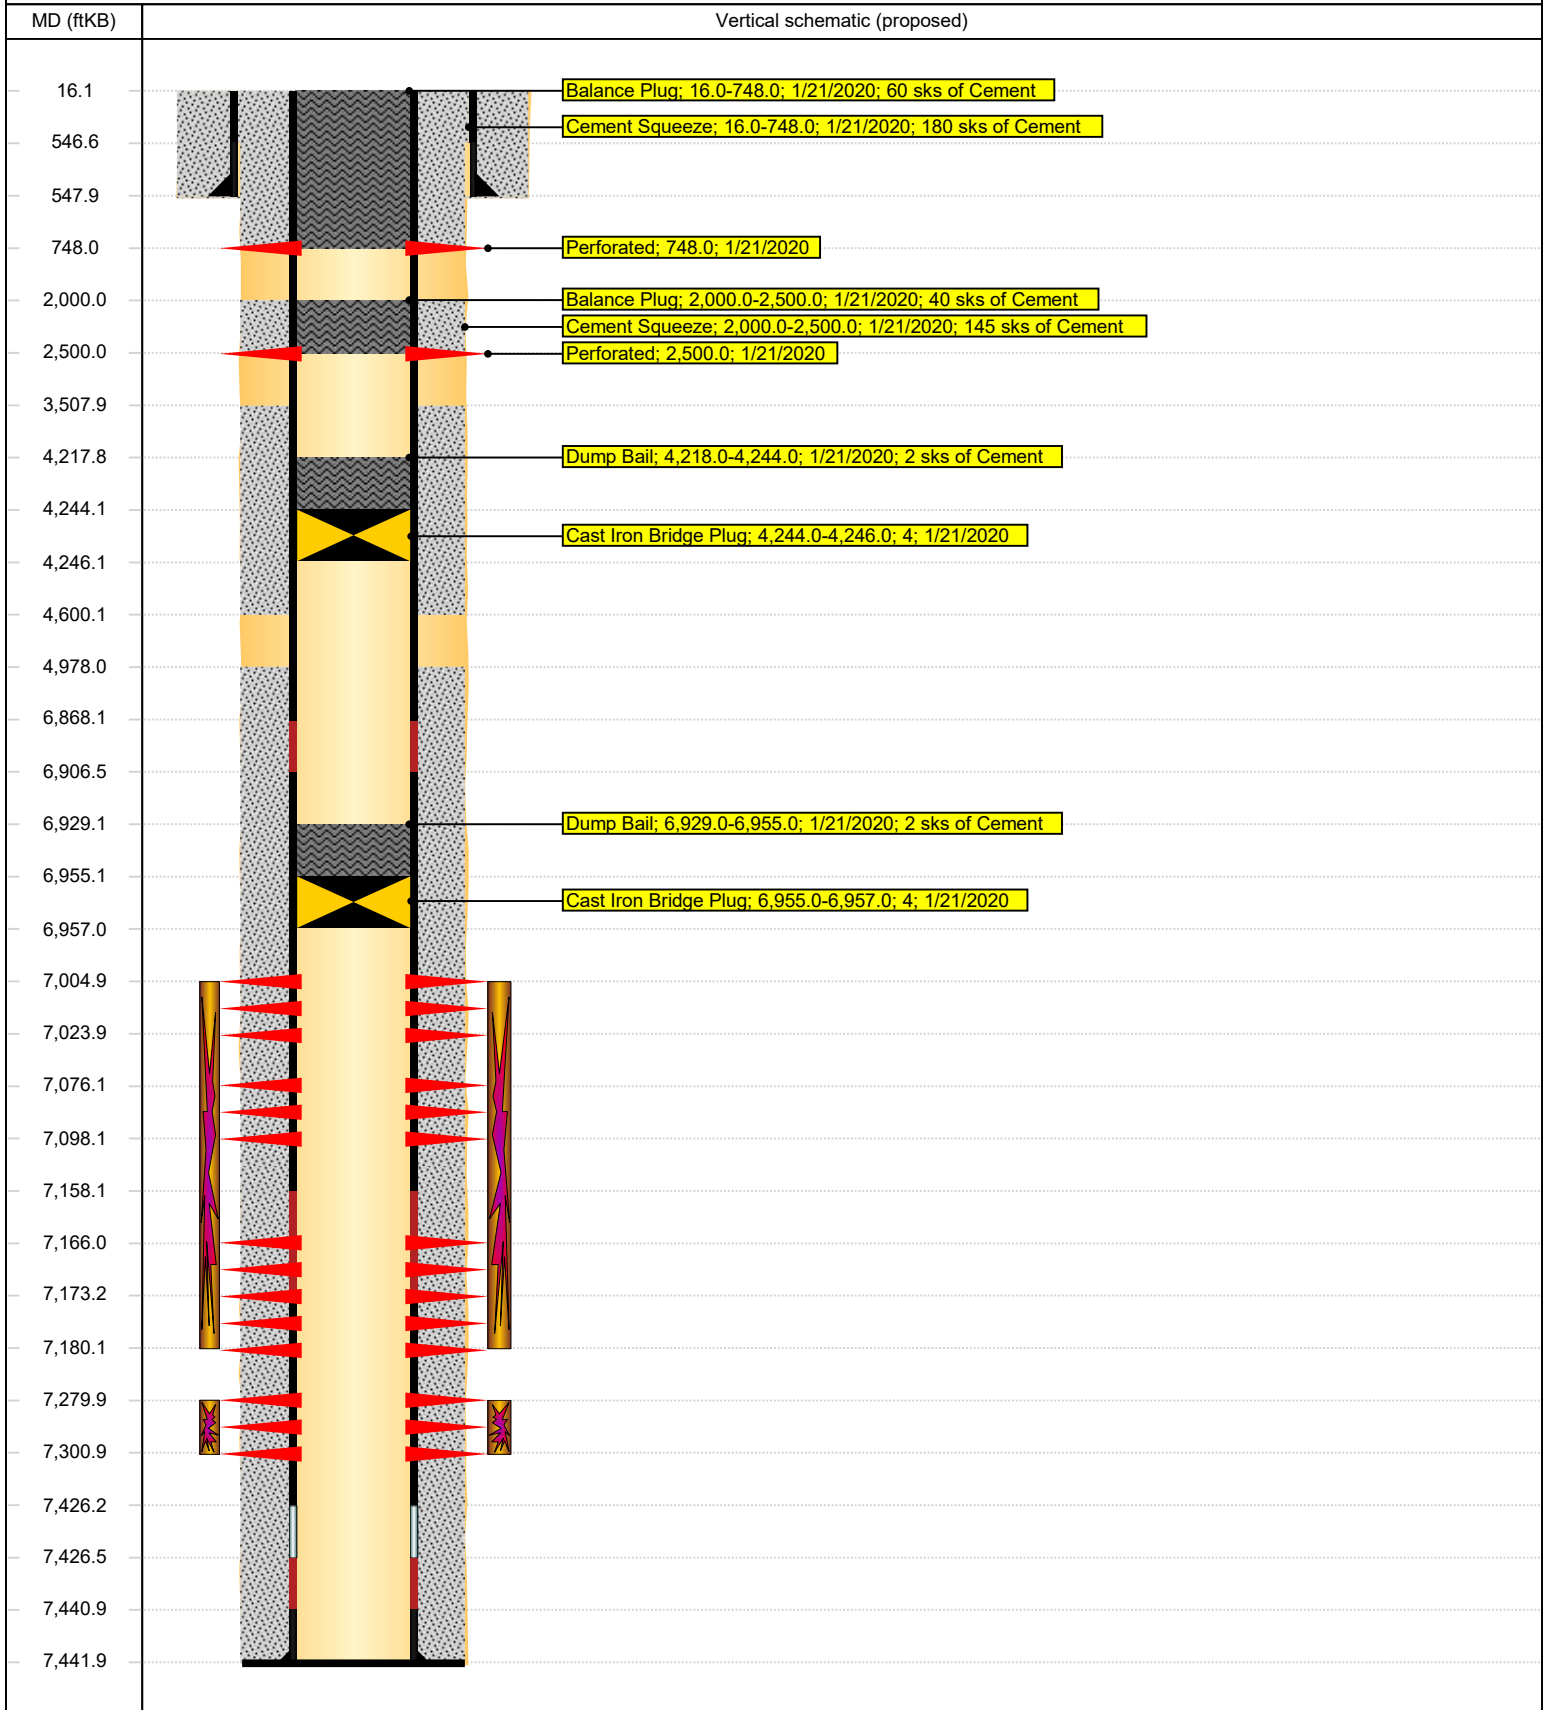 MD (ftKB)
Vertical schematic (proposed)
16.1
Balance Plug; 16.0-748.0; 1/21/2020; 60 sks of Cement
Cement Squeeze; 16.0-748.0; 1/21/2020; 180 sks of Cement
546.6
547.9
748.0
Perforated; 748.0; 1/21/2020
2,000.0
Balance Plug; 2,000.0-2,500.0; 1/21/2020; 40 sks of Cement
Cement Squeeze; 2,000.0-2,500.0; 1/21/2020; 145 sks of Cement
2,500.0
Perforated; 2,500.0; 1/21/2020
3,507.9
4,217.8
Dump Bail; 4,218.0-4,244.0; 1/21/2020; 2 sks of Cement
4,244.1
Cast Iron Bridge Plug; 4,244.0-4,246.0; 4; 1/21/2020
4,246.1
4,600.1
4,978.0
6,868.1
6,906.5
6,929.1
Dump Bail; 6,929.0-6,955.0; 1/21/2020; 2 sks of Cement
6,955.1
Cast Iron Bridge Plug; 6,955.0-6,957.0; 4; 1/21/2020
6,957.0
7,004.9
7,023.9
7,076.1
7,098.1
7,158.1
7,166.0
7,173.2
7,180.1
7,279.9
7,300.9
7,426.2
7,426.5
7,440.9
7,441.9